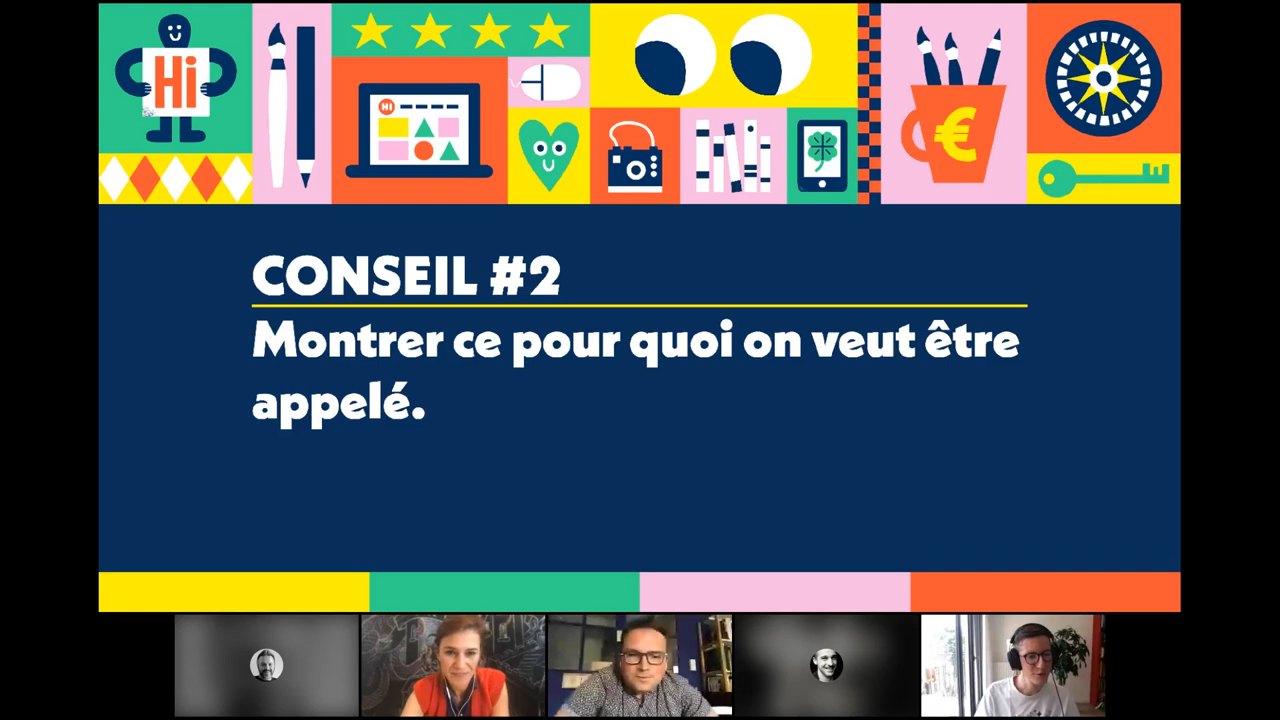 Hi
HI
€
CONSEIL #2
Montrer ce pour quoi on veut être
appelé.